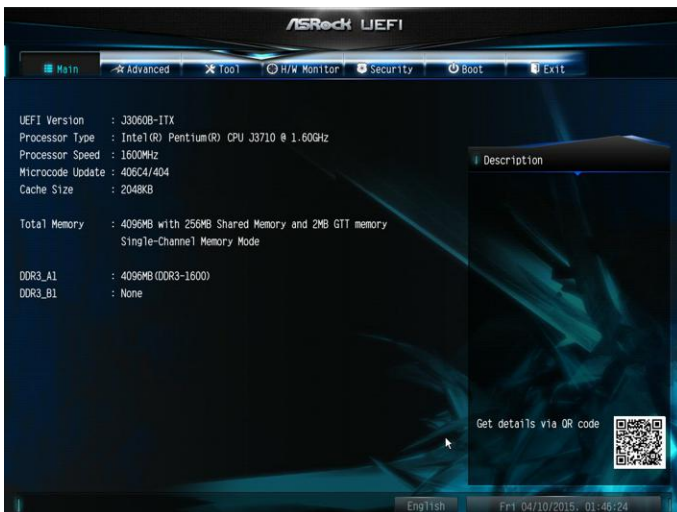 ASRock UEFI
Main Advanced Tool H/W Monitor Security Boot Exit
UEFI Version : J3060B-ITX
Processor Type : Intel(R) Pentium(R) CPU J3710 @ 1.60GHz
Processor Speed : 1600MHz
Microcode Update : 406C4/404
Cache Size : 2048KB
Total Memory : 4096MB with 256MB Shared Memory and 2MB GTT memory
Single-Channel Memory Mode
DDR3_A1 : 4096MB(DDR3-1600)
DDR3_B1 : None
Description
Get details via QR code
English Fri 04/10/2015. 01:46:24